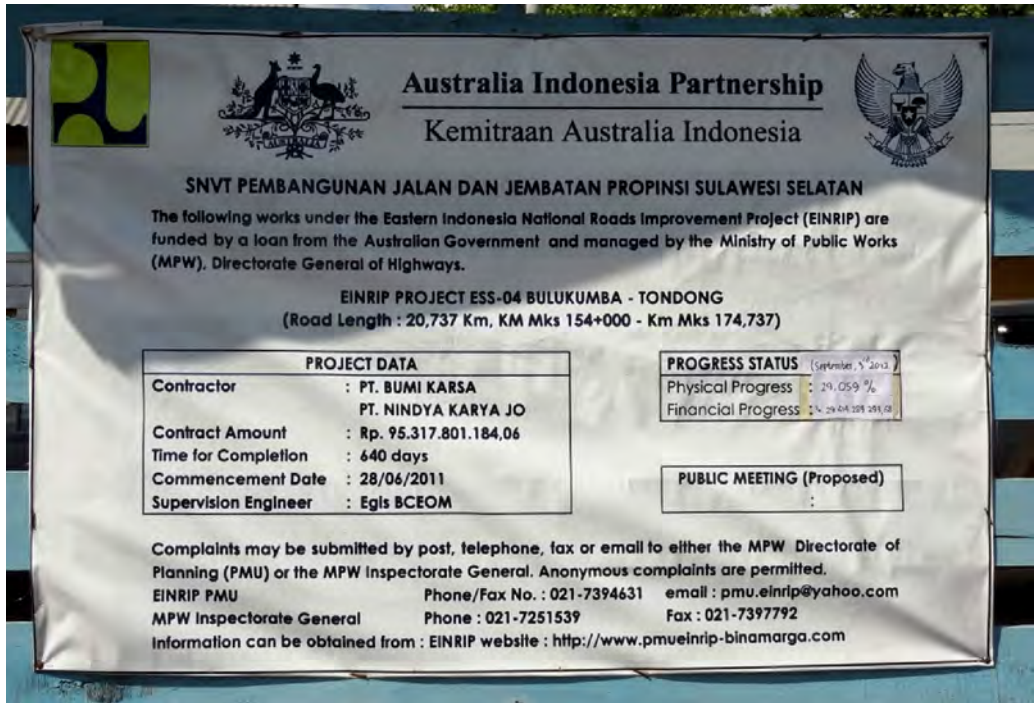 AUSTRALIA
Australia Indonesia Partnership
Kemitraan Australia Indonesia
SNVT PEMBANGUNAN JALAN DAN JEMBATAN PROPINSI SULAWESI SELATAN
The following works under the Eastern Indonesia National Roads Improvement Project (EINRIP) are
funded by a loan from the Australian Government and managed by the Ministry of Public Works
(MPW), Directorate General of Highways.
EINRIP PROJECT ESS-04 BULUKUMBA - TONDONG
(Road Length : 20,737 Km, KM Mks 154+000 - Km Mks 174,737)
PROJECT DATA
Contractor : PT. BUMI KARSA
PT. NINDYA KARYA JO
Contract Amount : Rp. 95.317.801.184,06
Time for Completion : 640 days
Commencement Date : 28/06/2011
Supervision Engineer : Egis BCEOM
PROGRESS STATUS (September, 5th 2012)
Physical Progress : 29.059 %
Financial Progress :
PUBLIC MEETING (Proposed)
:
Complaints may be submitted by post, telephone, fax or email to either the MPW Directorate of
Planning (PMU) or the MPW Inspectorate General. Anonymous complaints are permitted.
EINRIP PMU Phone/Fax No. : 021-7394631 email : pmu.einrip@yahoo.com
MPW Inspectorate General Phone : 021-7251539 Fax : 021-7397792
Information can be obtained from : EINRIP website : http://www.pmueinrip-binamarga.com